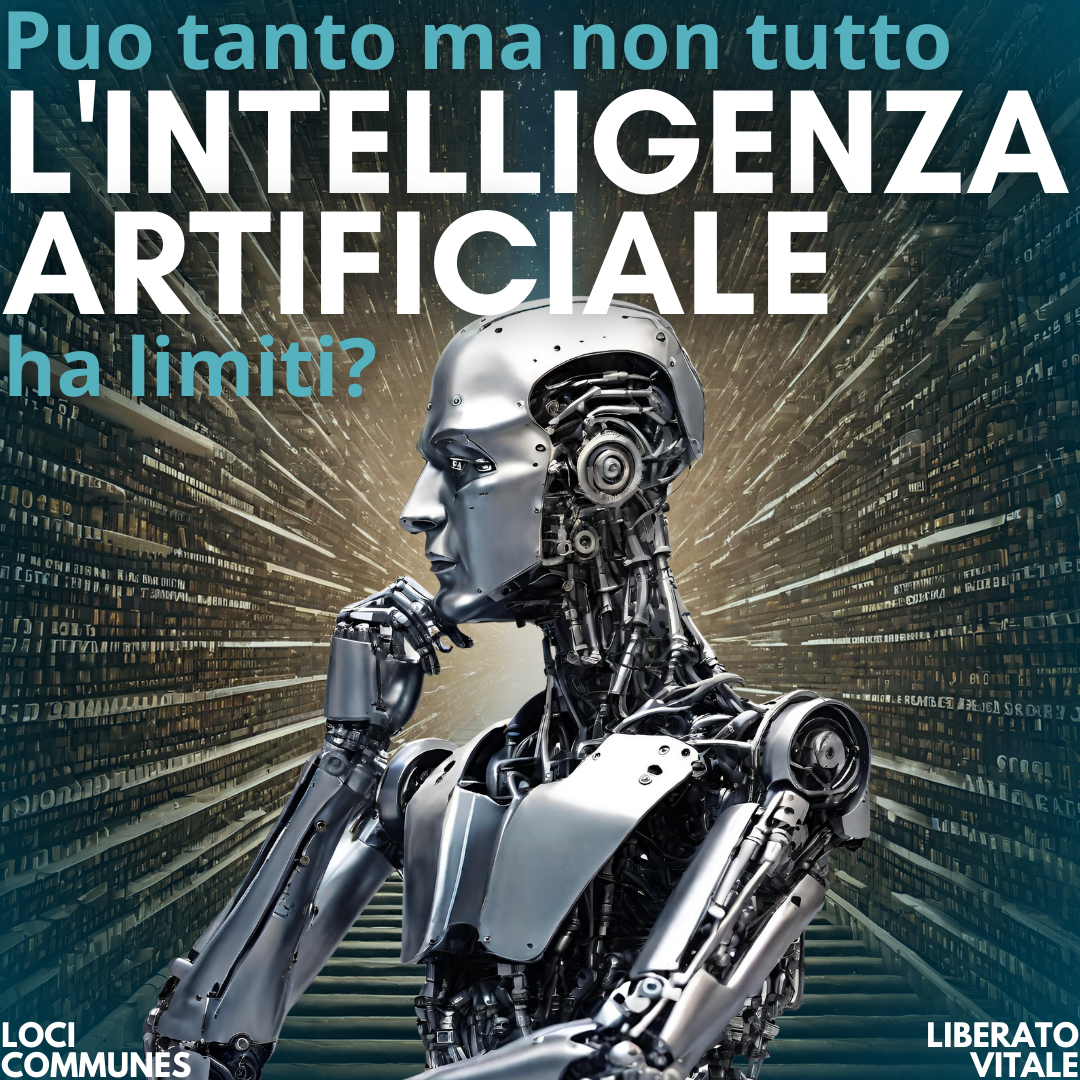 Puo tanto ma non tutto
L'INTELLIGENZA
ARTIFICIALE
ha limiti?
LOCI
COMMUNES
LIBERATO
VITALE